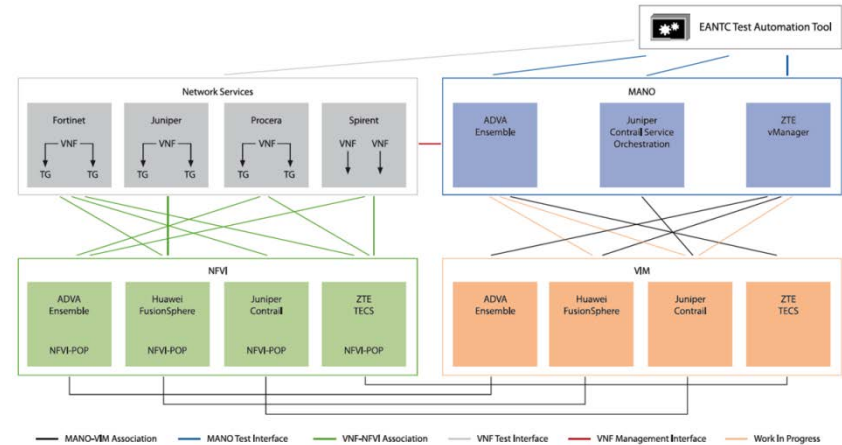 EANTC Test Automation Tool
Network Services
Fortinet
VNF
TG TG
Juniper
VNF
TG TG
Procera
VNF
TG TG
Spirent
VNF VNF
MANO
ADVA
Ensemble
Juniper
Contrail Service
Orchestration
ZTE
vManager
NFVI
ADVA
Ensemble
NFVI-POP
Huawei
FusionSphere
NFVI-POP
Juniper
Contrail
NFVI-POP
ZTE
TECS
NFVI-POP
VIM
ADVA
Ensemble
Huawei
FusionSphere
Juniper
Contrail
ZTE
TECS
MANO-VIM Association
MANO Test Interface
VNF-NFVI Association
VNF Test Interface
VNF Management Interface
Work In Progress